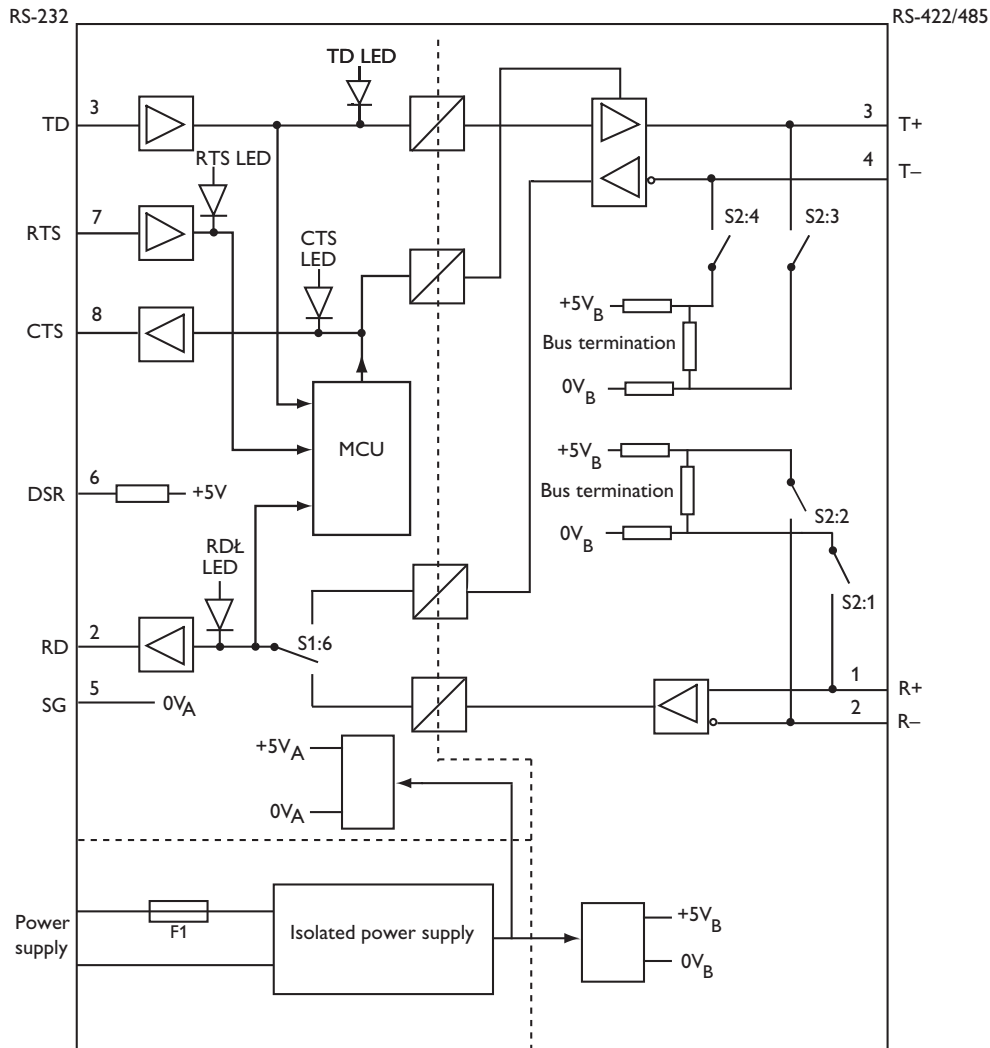 RS-232
RS-422/485
TD LED
TD
3
3
T+
4
T–
RTS LED
RTS
7
S2:4
S2:3
CTS
LED
CTS
8
+5VB
Bus termination
0VB
MCU
DSR
6
+5V
+5VB
Bus termination
0VB
S2:2
S2:1
RDŁ
LED
RD
2
S1:6
SG
5
0VA
1
R+
2
R–
+5VA
0VA
Power
supply
F1
Isolated power supply
+5VB
0VB